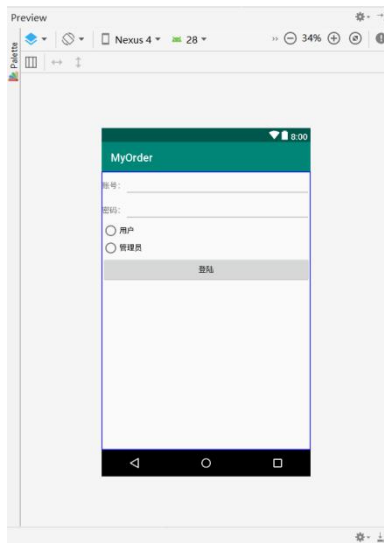 Preview
Palette
Nexus 4
28
34%
8:00
MyOrder
账号：
密码：
用户
管理员
登陆